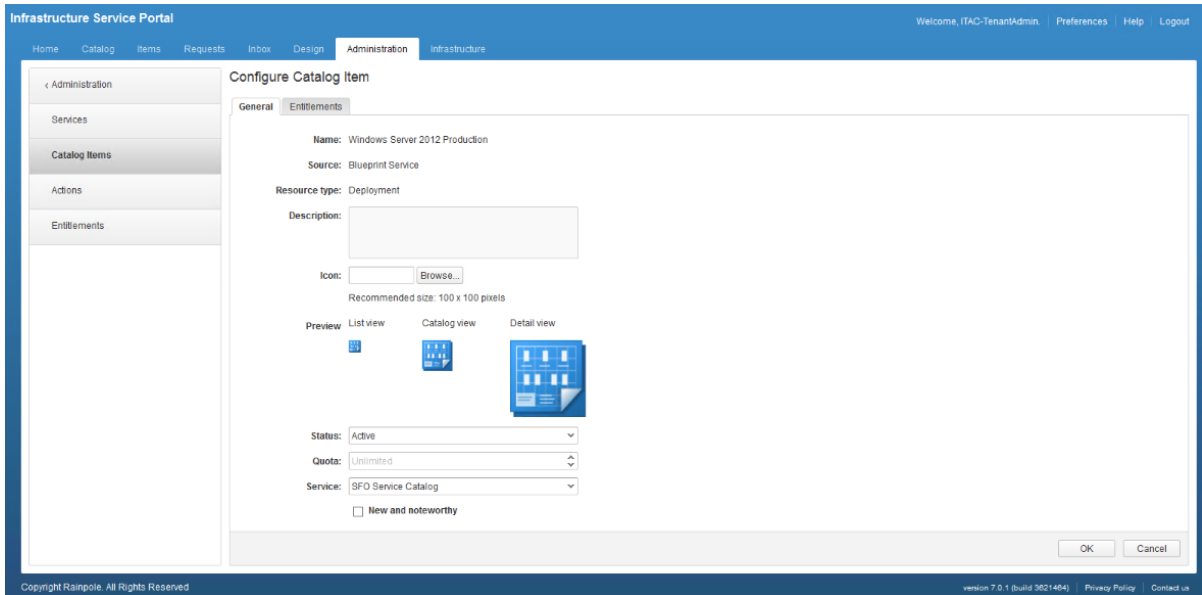 Infrastructure Service Portal
Welcome, ITAC-TenantAdmin. Preferences Help Logout
Home Catalog Items Requests Inbox Design Administration Infrastructure
< Administration
Services
Catalog Items
Actions
Entitlements
Configure Catalog Item
General Entitlements
Name: Windows Server 2012 Production
Source: Blueprint Service
Resource type: Deployment
Description:
Icon: Browse...
Recommended size: 100 x 100 pixels
Preview List view Catalog view Detail view
Status: Active
Quota: Unlimited
Service: SFO Service Catalog
New and noteworthy
OK Cancel
Copyright Rainpole. All Rights Reserved
version 7.0.1 (build 3621464) Privacy Policy Contact us